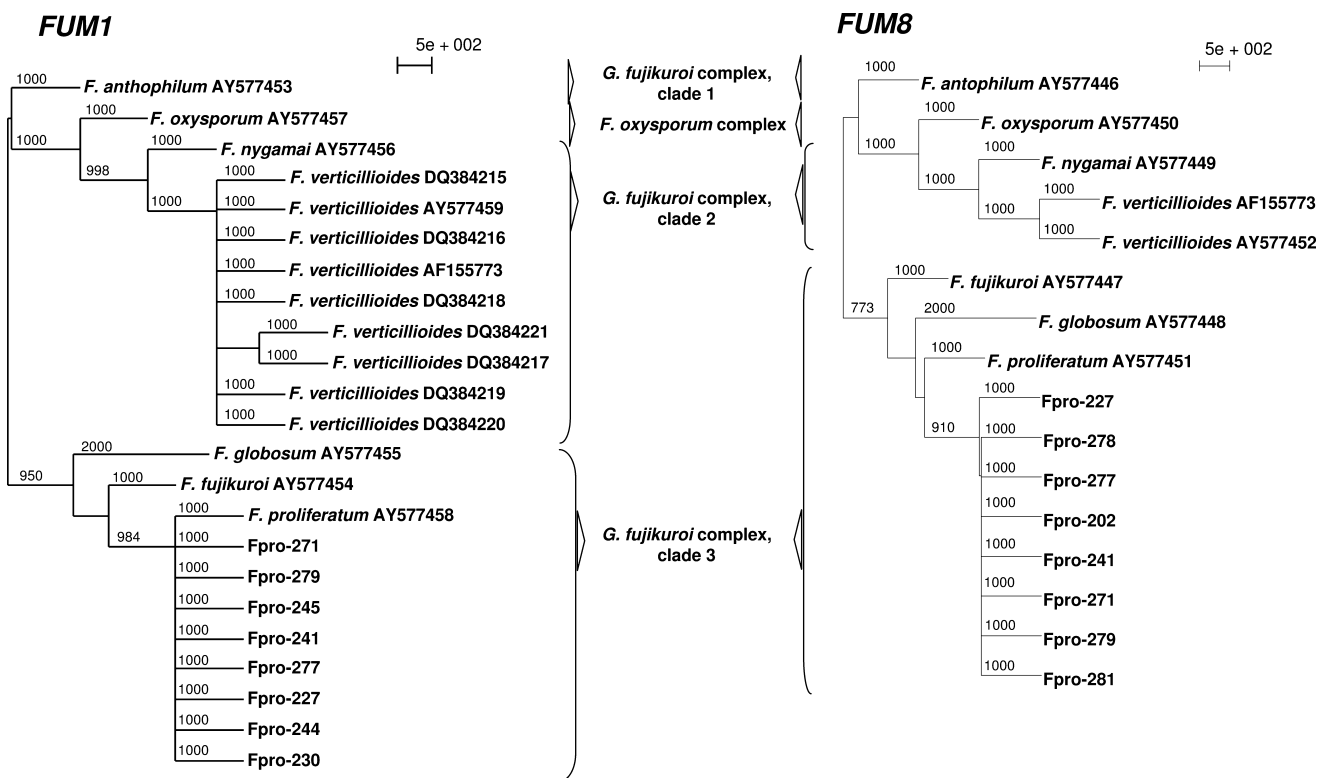 FUM1
5e + 002
1000
F. anthophilum AY577453
1000
1000
F. oxysporum AY577457
998
1000
F. nygamai AY577456
1000
1000
F. verticillioides DQ384215
1000
F. verticillioides AY577459
1000
F. verticillioides DQ384216
1000
F. verticillioides AF155773
1000
F. verticillioides DQ384218
1000
F. verticillioides DQ384221
1000
F. verticillioides DQ384217
1000
F. verticillioides DQ384219
1000
F. verticillioides DQ384220
950
2000
F. globosum AY577455
1000
F. fujikuroi AY577454
984
1000
F. proliferatum AY577458
1000
Fpro-271
1000
Fpro-279
1000
Fpro-245
1000
Fpro-241
1000
Fpro-277
1000
Fpro-227
1000
Fpro-244
1000
Fpro-230
G. fujikuroi complex,
clade 1
F. oxysporum complex
G. fujikuroi complex,
clade 2
G. fujikuroi complex,
clade 3
FUM8
5e + 002
1000
F. antophilum AY577446
1000
1000
F. oxysporum AY577450
1000
1000
F. nygamai AY577449
1000
1000
F. verticillioides AF155773
1000
F. verticillioides AY577452
773
1000
F. fujikuroi AY577447
2000
F. globosum AY577448
1000
F. proliferatum AY577451
910
1000
Fpro-227
1000
Fpro-278
1000
Fpro-277
1000
Fpro-202
1000
Fpro-241
1000
Fpro-271
1000
Fpro-279
1000
Fpro-281